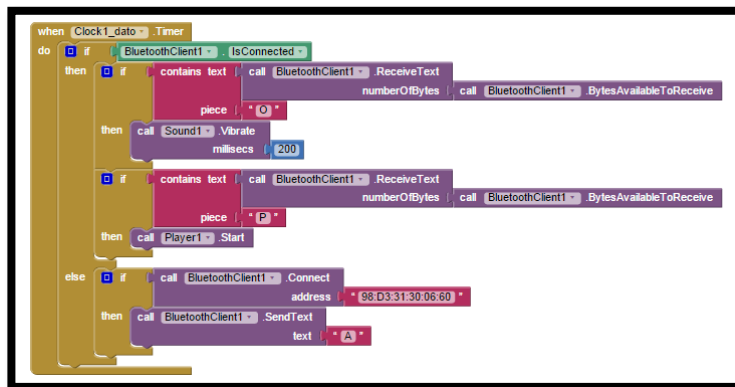 when Clock1_dato .Timer
do if BluetoothClient1 . IsConnected
then if contains text call BluetoothClient1 .ReceiveText
numberOfBytes call BluetoothClient1 .BytesAvailableToReceive
piece " O "
then call Sound1 .Vibrate
millisecs 200
if contains text call BluetoothClient1 .ReceiveText
numberOfBytes call BluetoothClient1 .BytesAvailableToReceive
piece " P "
then call Player1 .Start
else if call BluetoothClient1 .Connect
address " 98:D3:31:30:06:60 "
then call BluetoothClient1 .SendText
text " A "